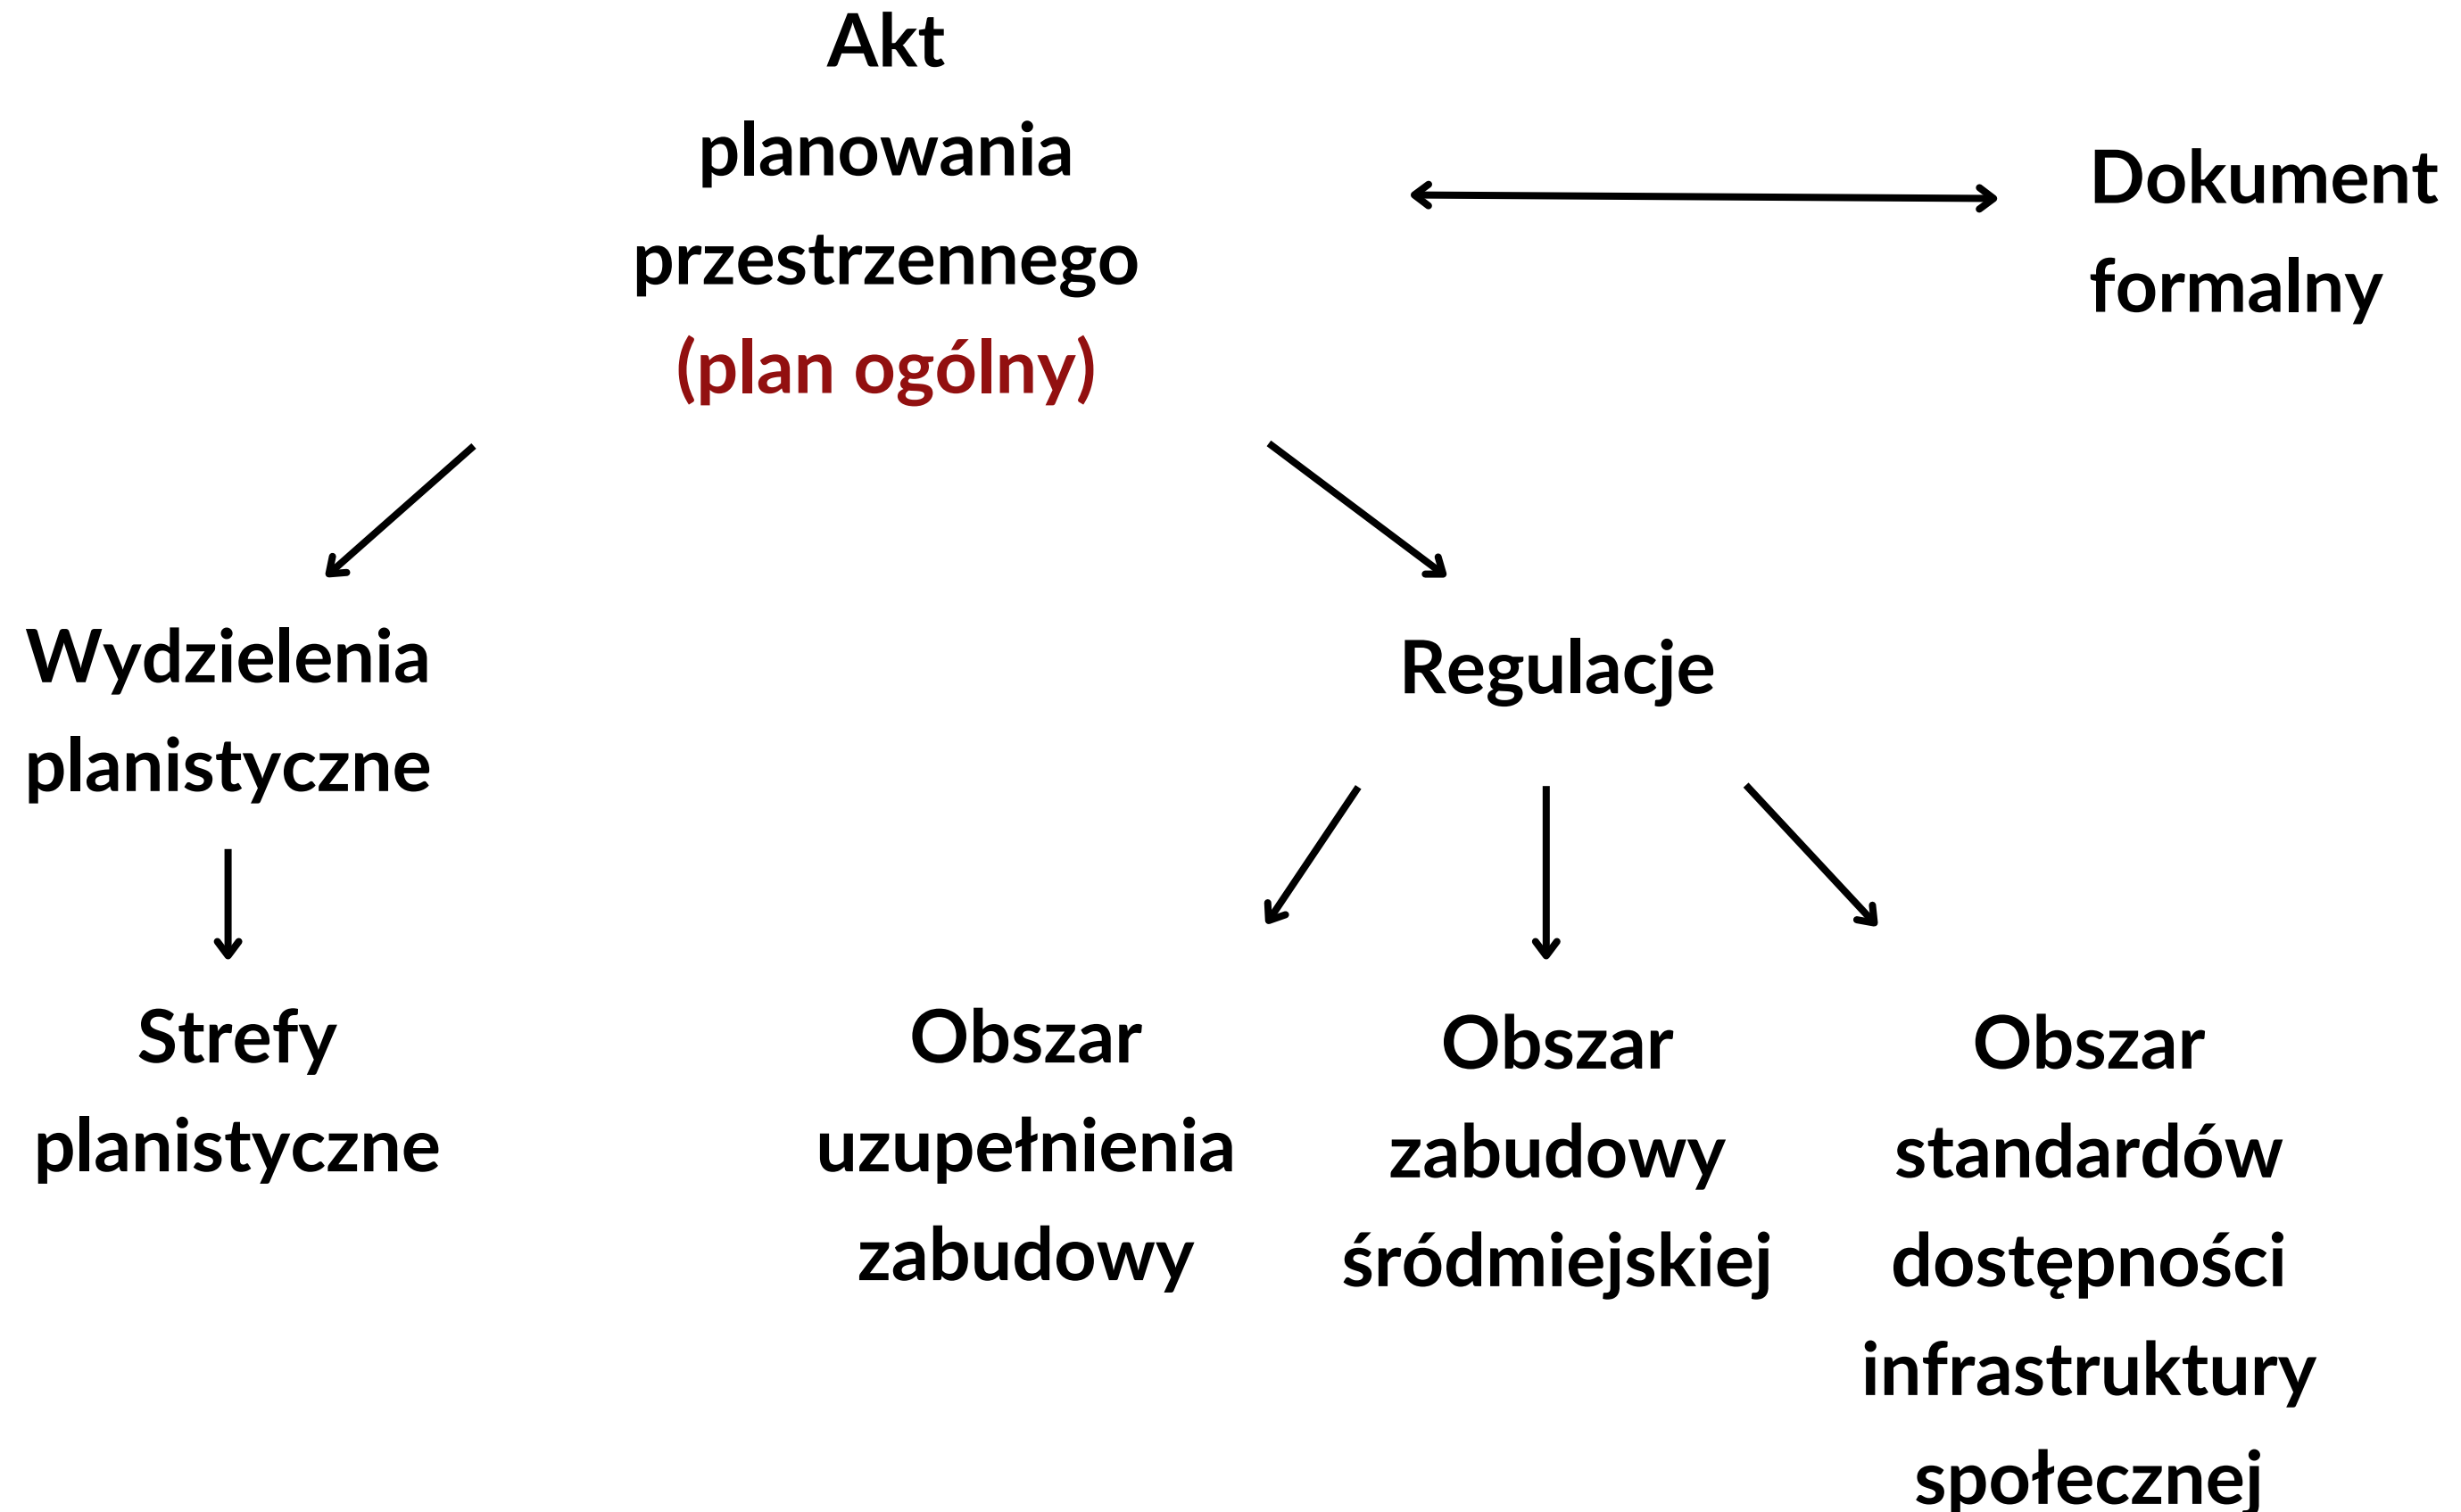 Akt
planowania
przestrzennego
(plan ogólny)
Dokument
formalny
Wydzielenia
planistyczne
Regulacje
Strefy
planistyczne
Obszar
uzupełnienia
zabudowy
Obszar
zabudowy
śródmiejskiej
Obszar
standardów
dostępności
infrastruktury
społecznej